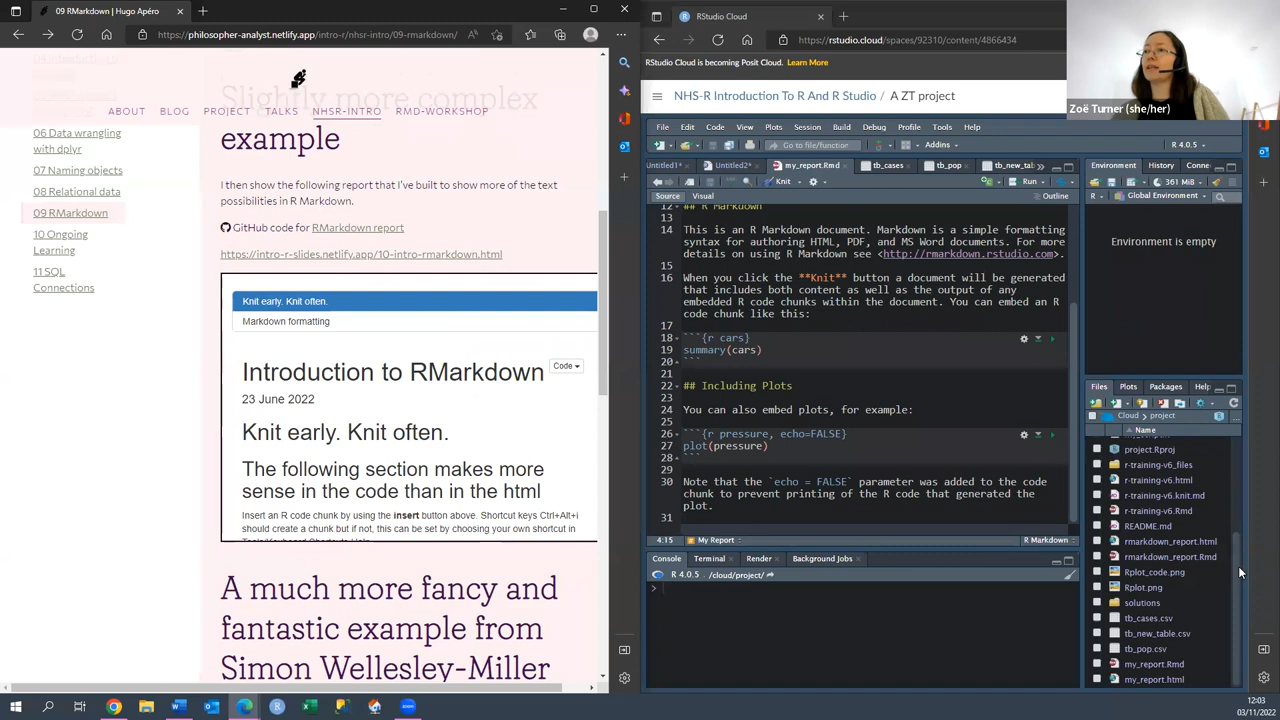 09 RMarkdown | Hugo Apéro
https://philosopher-analyst.netlify.app/intro-r/nhsr-intro/09-rmarkdown/
ABOUT BLOG PROJECT TALKS NHSR-INTRO RMD-WORKSHOP
06 Data wrangling
with dplyr
07 Naming objects
08 Relational data
09 RMarkdown
10 Ongoing
Learning
11 SQL
Connections
Slightly more complex
example
I then show the following report that I've built to show more of the text
possibilities in R Markdown.
GitHub code for RMarkdown report
https://intro-r-slides.netlify.app/10-intro-rmarkdown.html
Knit early. Knit often.
Markdown formatting
Introduction to RMarkdown
Code
23 June 2022
Knit early. Knit often.
The following section makes more
sense in the code than in the html
Insert an R code chunk by using the insert button above. Shortcut keys Ctrl+Alt+i
should create a chunk but if not, this can be set by choosing your own shortcut in
A much more fancy and
fantastic example from
Simon Wellesley-Miller
RStudio Cloud
https://rstudio.cloud/spaces/92310/content/4866434
RStudio Cloud is becoming Posit Cloud. Learn More
NHS-R Introduction To R And R Studio / A ZT project
Zoë Turner (she/her)
File Edit Code View Plots Session Build Debug Profile Tools Help
Go to file/function Addins R 4.0.5
Untitled1* Untitled2* my_report.Rmd tb_cases tb_pop tb_new_tab
Knit Run
Source Visual Outline
12 ## R Markdown
13
14 This is an R Markdown document. Markdown is a simple formatting
syntax for authoring HTML, PDF, and MS Word documents. For more
details on using R Markdown see <http://rmarkdown.rstudio.com>.
15
16 When you click the **Knit** button a document will be generated
that includes both content as well as the output of any
embedded R code chunks within the document. You can embed an R
code chunk like this:
17
18 ```{r cars}
19 summary(cars)
20 ```
21
22 ## Including Plots
23
24 You can also embed plots, for example:
25
26 ```{r pressure, echo=FALSE}
27 plot(pressure)
28 ```
29
30 Note that the `echo = FALSE` parameter was added to the code
chunk to prevent printing of the R code that generated the
plot.
31
4:15 My Report R Markdown
Console Terminal Render Background Jobs
R 4.0.5 . /cloud/project/
>
Environment History Conne
361 MiB
R Global Environment
Environment is empty
Files Plots Packages Help
Cloud project
Name
project.Rproj
r-training-v6_files
r-training-v6.html
r-training-v6.knit.md
r-training-v6.Rmd
README.md
rmarkdown_report.html
rmarkdown_report.Rmd
Rplot_code.png
Rplot.png
solutions
tb_cases.csv
tb_new_table.csv
tb_pop.csv
my_report.Rmd
my_report.html
12:03
03/11/2022